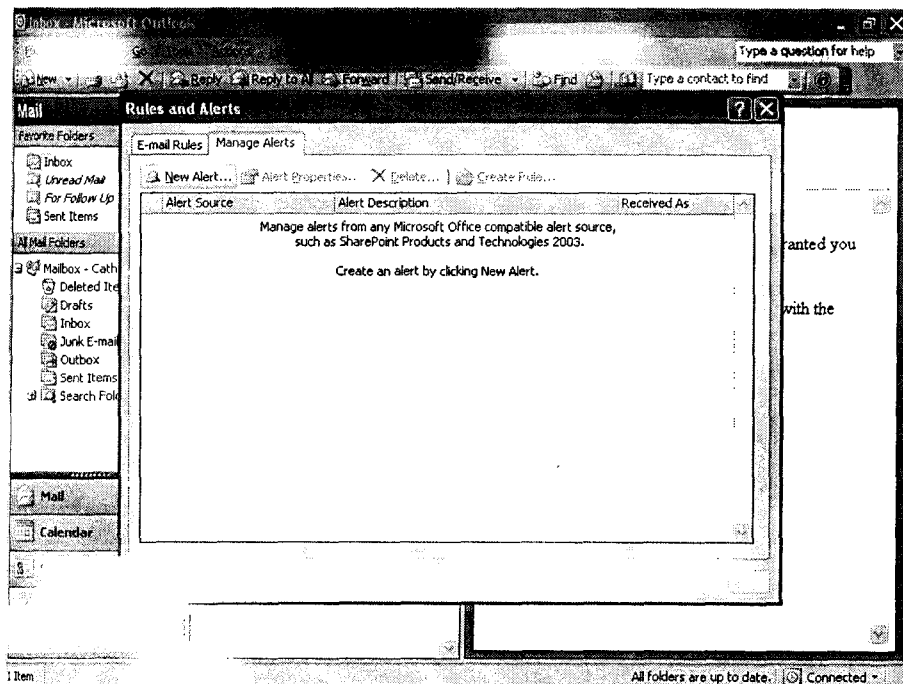 Inbox - Microsoft Outlook
Type a question for help
New Reply Reply to All Forward Send/Receive Find Type a contact to find
Mail
Rules and Alerts
Favorite Folders
E-mail Rules Manage Alerts
Inbox
Unread Mail
For Follow Up
Sent Items
New Alert... Alert Properties... Delete... Create Rule...
Alert Source Alert Description Received As
Manage alerts from any Microsoft Office compatible alert source,
such as SharePoint Products and Technologies 2003.
Create an alert by clicking New Alert.
All Mail Folders
Mailbox - Cath
Deleted Ite
Drafts
Inbox
Junk E-mail
Outbox
Sent Items
Search Fold
ranted you
with the
Mail
Calendar
1 Item
All folders are up to date. Connected